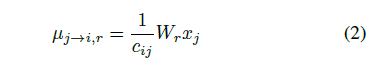 μ_{j→i,r} = \frac{1}{c_{ij}} W_r x_j (2)